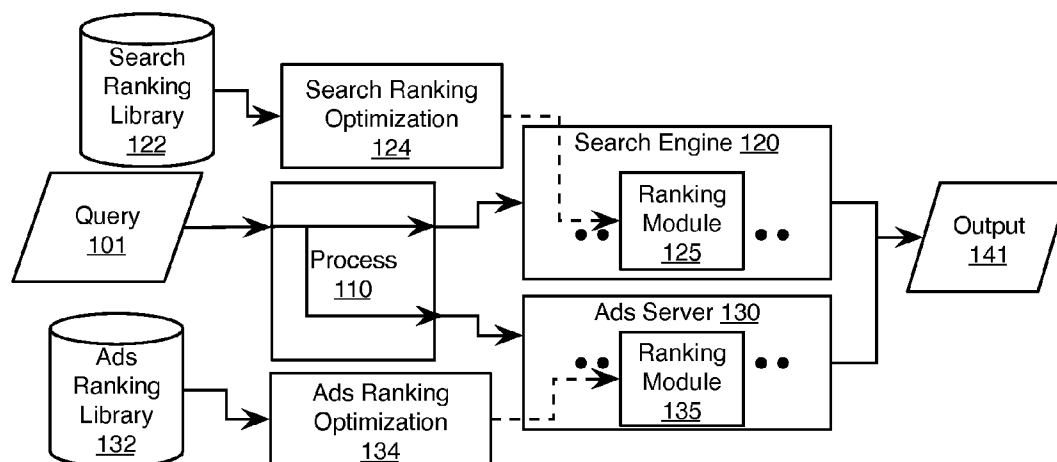 Search
Ranking
Library
122
Search Ranking
Optimization
124
Search Engine 120
Ranking
Module
125
Query
101
Process
110
Output
141
Ads Server 130
Ranking
Module
135
Ads
Ranking
Library
132
Ads Ranking
Optimization
134